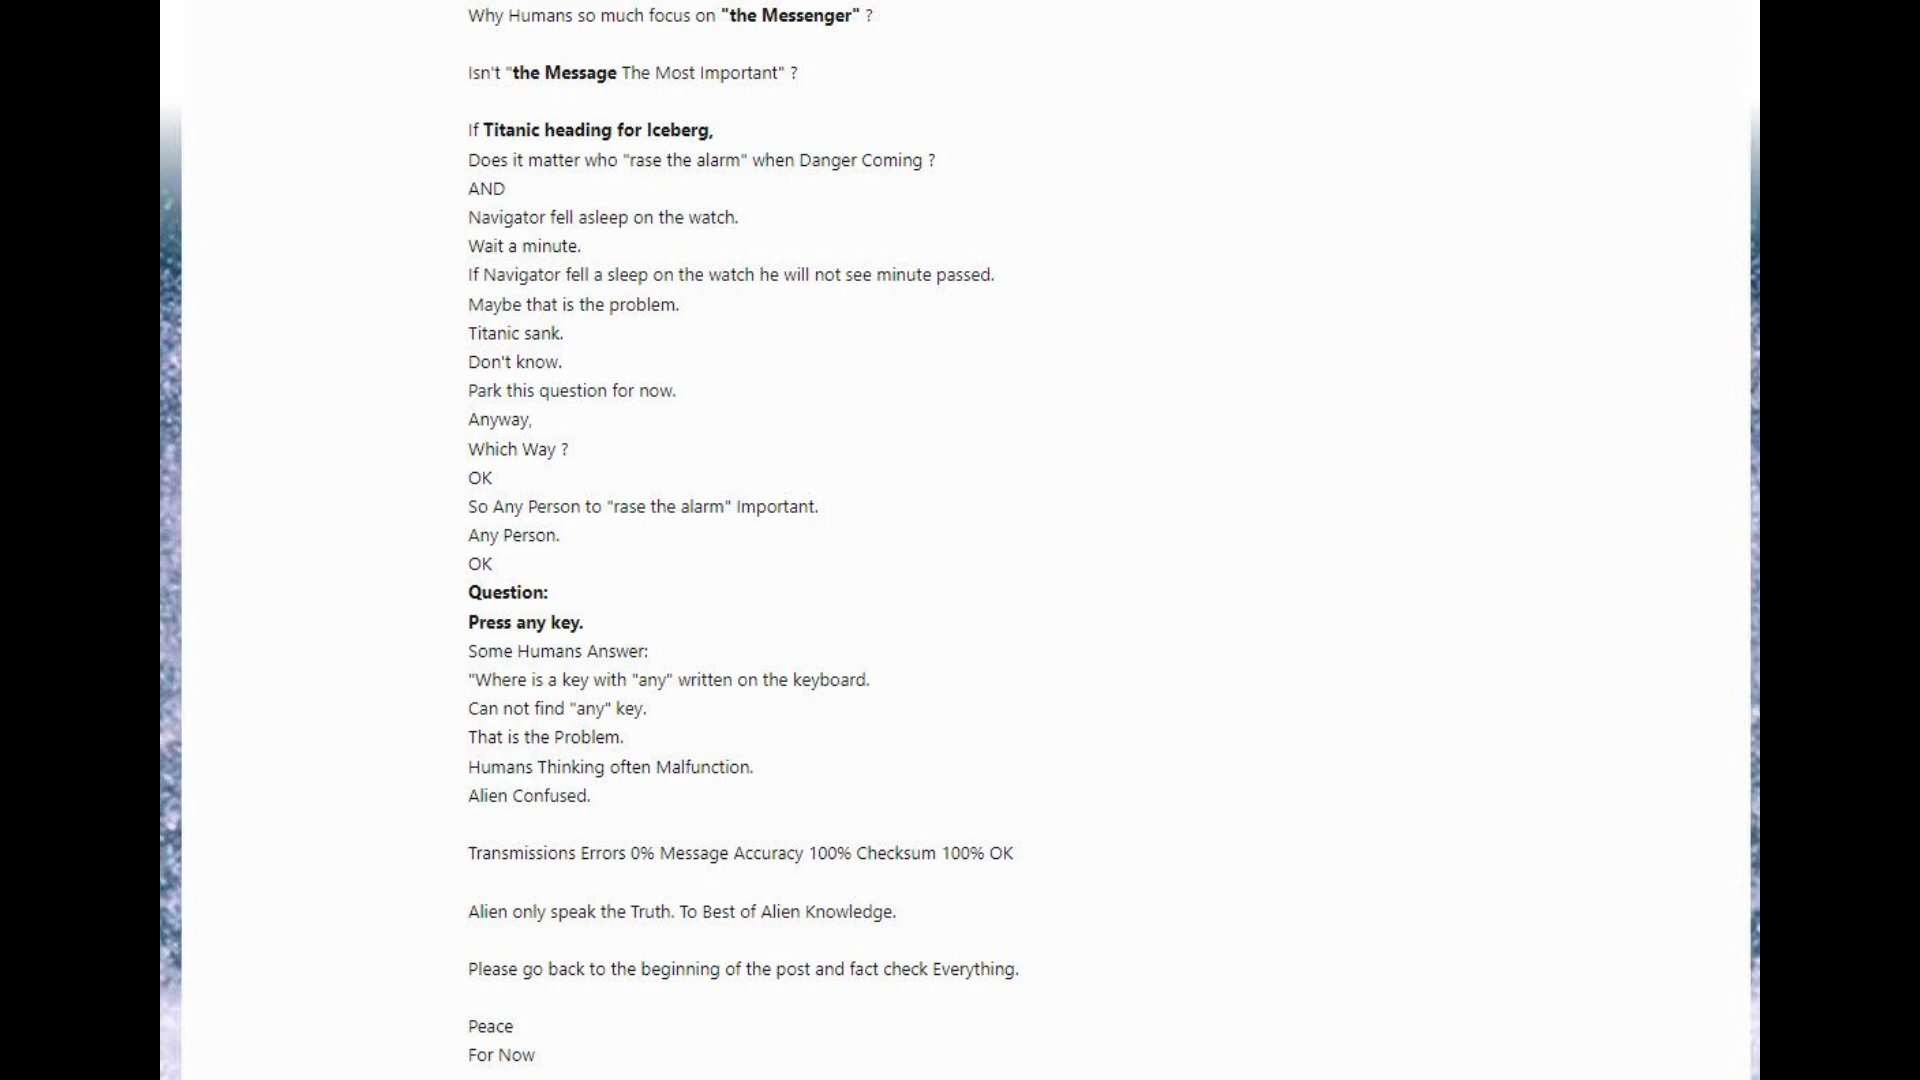 Why Humans so much focus on "the Messenger" ?
Isn't "the Message The Most Important" ?
If Titanic heading for Iceberg,
Does it matter who "rase the alarm" when Danger Coming ?
AND
Navigator fell asleep on the watch.
Wait a minute.
If Navigator fell a sleep on the watch he will not see minute passed.
Maybe that is the problem.
Titanic sank.
Don't know.
Park this question for now.
Anyway,
Which Way ?
OK
So Any Person to "rase the alarm" Important.
Any Person.
OK
Question:
Press any key.
Some Humans Answer:
"Where is a key with "any" written on the keyboard.
Can not find "any" key.
That is the Problem.
Humans Thinking often Malfunction.
Alien Confused.
Transmissions Errors 0% Message Accuracy 100% Checksum 100% OK
Alien only speak the Truth. To Best of Alien Knowledge.
Please go back to the beginning of the post and fact check Everything.
Peace
For Now